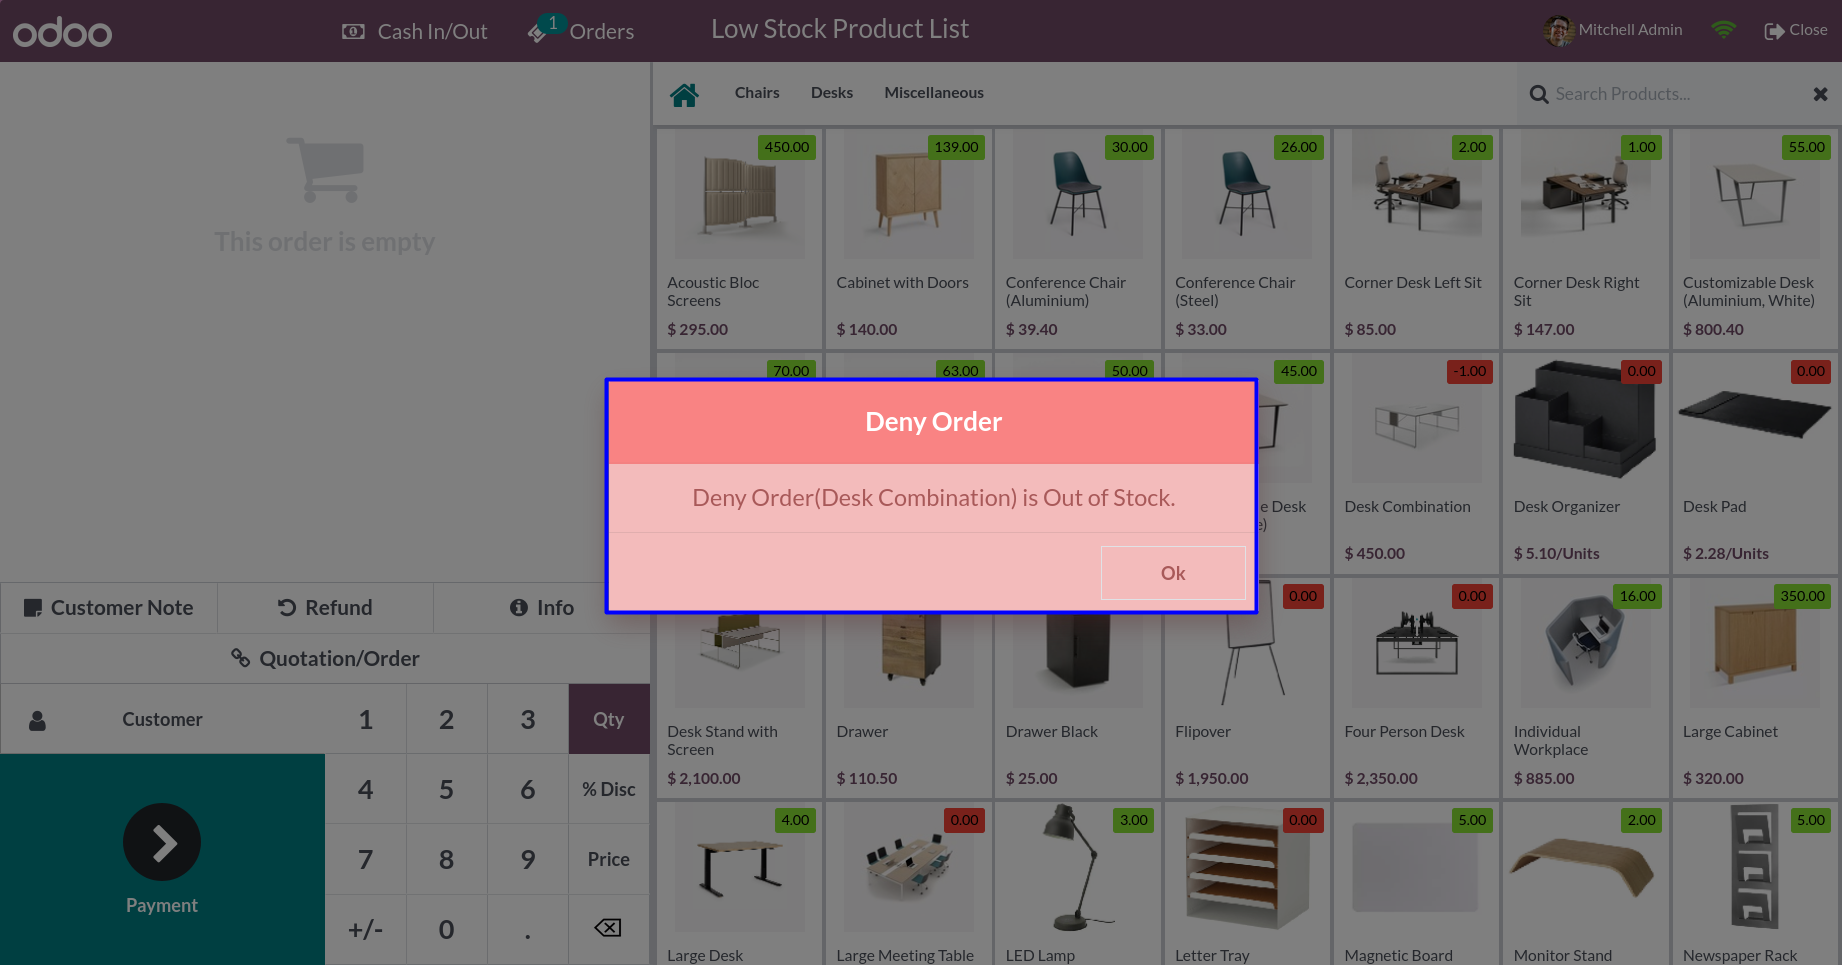 odoo
Cash In/Out
1
Orders
Low Stock Product List
Mitchell Admin
Close
Chairs
Desks
Miscellaneous
Search Products...
This order is empty
450.00
139.00
30.00
26.00
2.00
1.00
55.00
Acoustic Bloc
Screens
$ 295.00
Cabinet with Doors
$ 140.00
Conference Chair
(Aluminium)
$ 39.40
Conference Chair
(Steel)
$ 33.00
Corner Desk Left Sit
$ 85.00
Corner Desk Right
Sit
$ 147.00
Customizable Desk
(Aluminium, White)
$ 800.40
70.00
63.00
50.00
45.00
-1.00
0.00
0.00
Deny Order
Deny Order(Desk Combination) is Out of Stock.
Ok
e Desk
e)
Desk Combination
$ 450.00
Desk Organizer
$ 5.10/Units
Desk Pad
$ 2.28/Units
0.00
0.00
16.00
350.00
Customer Note
Refund
Info
Quotation/Order
Customer
1
2
3
Qty
4
5
6
% Disc
7
8
9
Price
+/-
0
.
Payment
Desk Stand with
Screen
$ 2,100.00
Drawer
$ 110.50
Drawer Black
$ 25.00
Flipover
$ 1,950.00
Four Person Desk
$ 2,350.00
Individual
Workplace
$ 885.00
Large Cabinet
$ 320.00
4.00
0.00
3.00
0.00
5.00
2.00
5.00
Large Desk
Large Meeting Table
LED Lamp
Letter Tray
Magnetic Board
Monitor Stand
Newspaper Rack